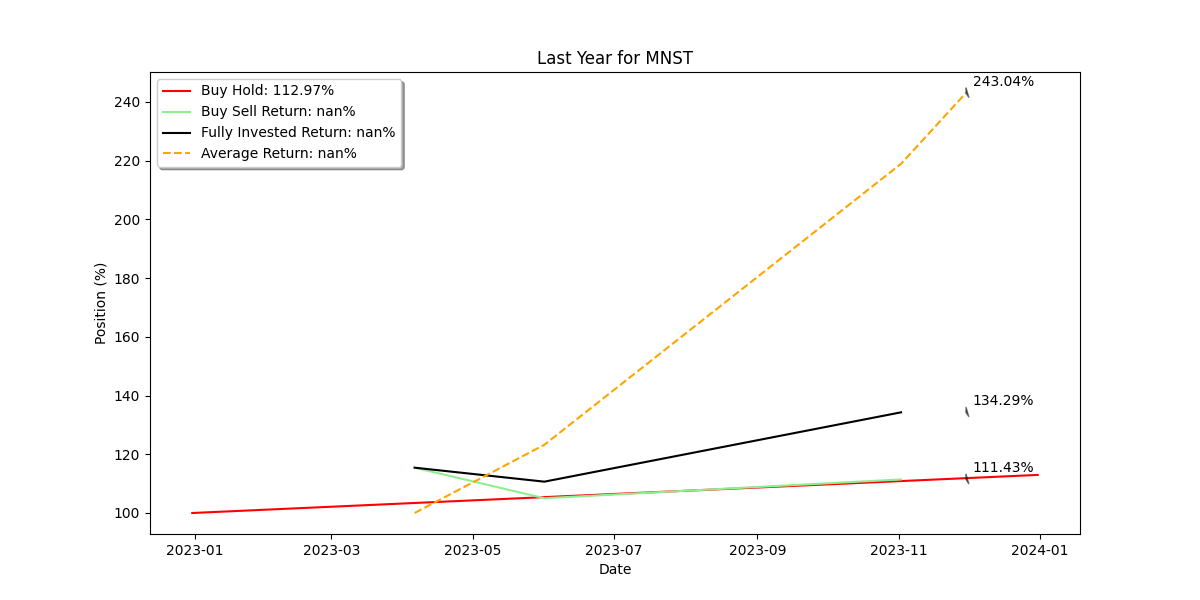 Last Year for MNST
Buy Hold: 112.97%
Buy Sell Return: nan%
Fully Invested Return: nan%
Average Return: nan%
243.04%
134.29%
111.43%
Position (%)
240
220
200
180
160
140
120
100
2023-01
2023-03
2023-05
2023-07
2023-09
2023-11
2024-01
Date